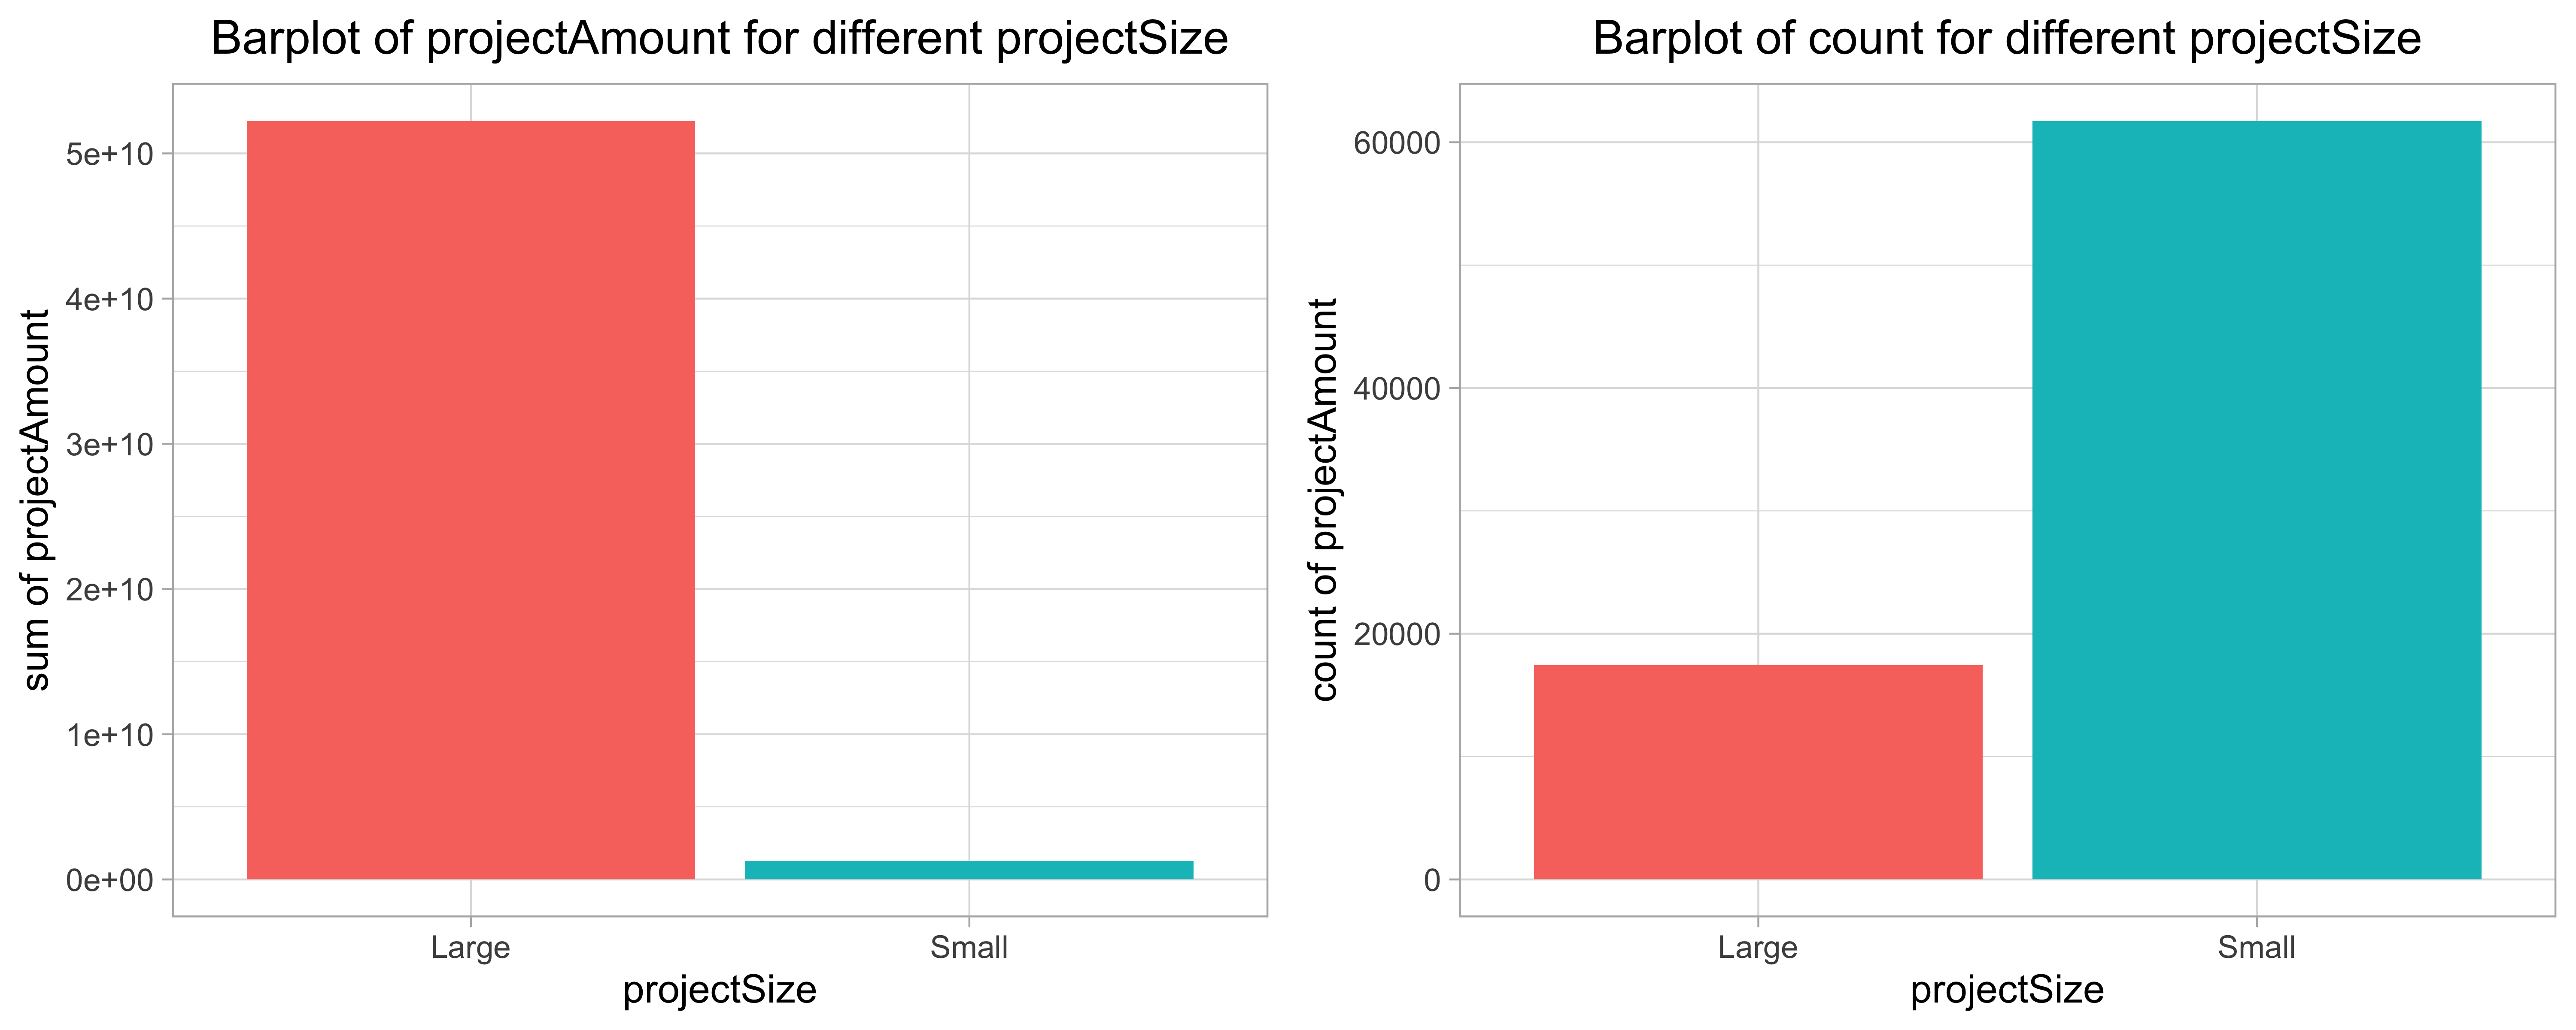 Barplot of projectAmount for different projectSize
sum of projectAmount
5e+10
4e+10
3e+10
2e+10
1e+10
0e+00
Large
Small
projectSize
Barplot of count for different projectSize
count of projectAmount
60000
40000
20000
0
Large
Small
projectSize